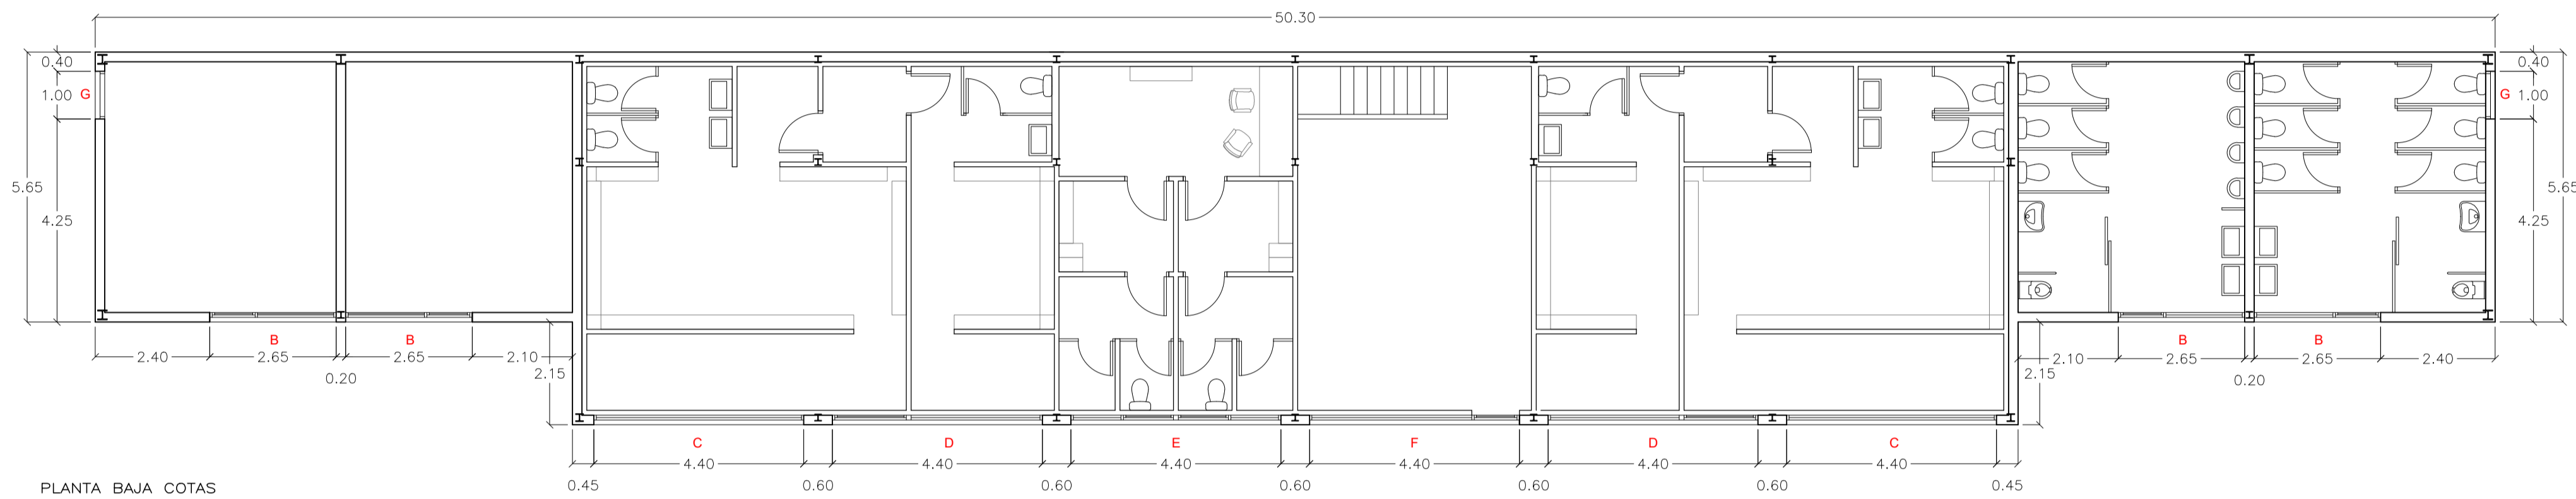 50.30
0.40 0.40
1.00 G G 1.00
5.65 5.65
4.25 4.25
B B B B
2.40 2.65 2.65 2.10 2.10 2.65 2.65 2.40
2.15 2.15
0.20 0.20
C D E F D C
4.40 4.40 4.40 4.40 4.40 4.40
PLANTA BAJA COTAS 0.45 0.60 0.60 0.60 0.60 0.60 0.45